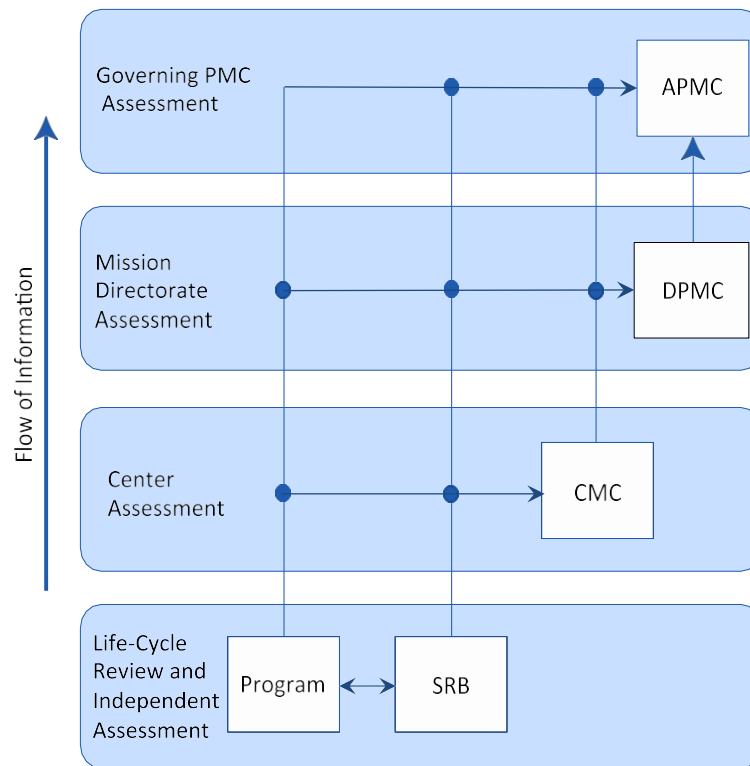 Governing PMC
Assessment
APMC
Mission
Directorate
Assessment
DPMC
Flow of Information
Center
Assessment
CMC
Life-Cycle
Review and
Independent
Assessment
Program
SRB